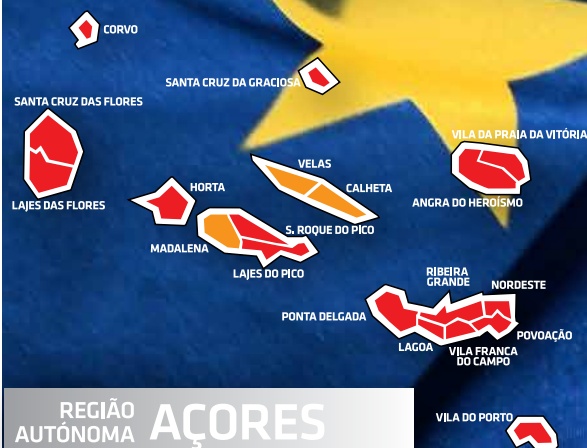 CORVO
SANTA CRUZ DA GRACIOSA
SANTA CRUZ DAS FLORES
VILA DA PRAIA DA VITÓRIA
VELAS
HORTA
CALHETA
LAJES DAS FLORES
ANGRA DO HEROÍSMO
S. ROQUE DO PICO
MADALENA
LAJES DO PICO
RIBEIRA
GRANDE
NORDESTE
PONTA DELGADA
POVOAÇÃO
LAGOA
VILA FRANCA
DO CAMPO
REGIÃO
AUTÓNOMA
AÇORES
VILA DO PORTO